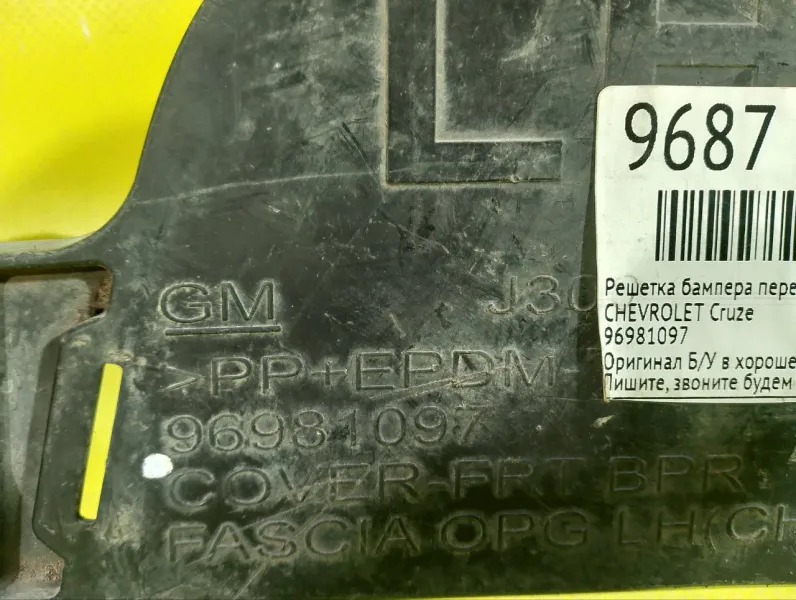 9687
Решетка бампера пере
CHEVROLET Cruze
96981097
Оригинал Б/У в хороше
Пишите, звоните будем
GM J300
>PP+EPDM
96981097
COVER-FRT BPR
FASCIA OPG LH(CH